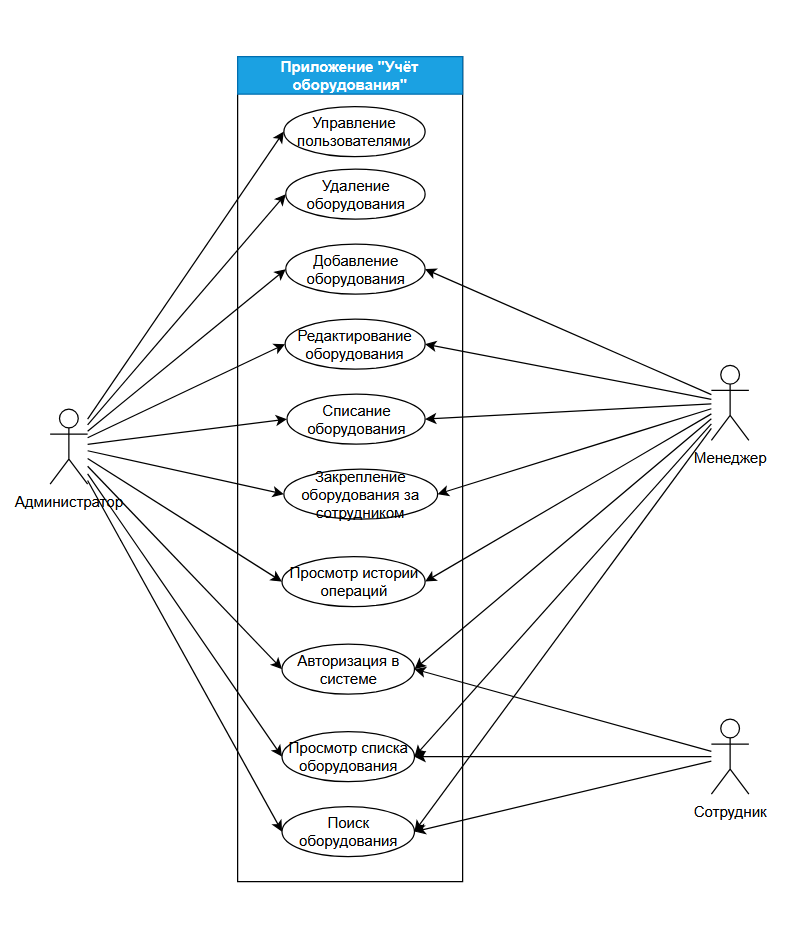 Приложение "Учёт
оборудования"
Управление
пользователями
Удаление
оборудования
Добавление
оборудования
Редактирование
оборудования
Списание
оборудования
Закрепление
оборудования за
сотрудником
Просмотр истории
операций
Авторизация в
системе
Просмотр списка
оборудования
Поиск
оборудования
Администратор
Менеджер
Сотрудник